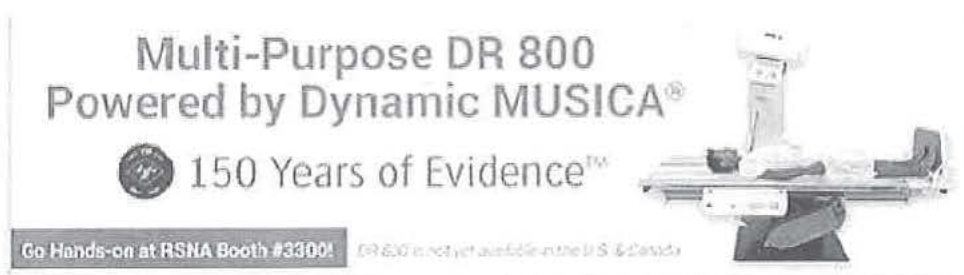 Multi-Purpose DR 800
Powered by Dynamic MUSICA®
150 Years of Evidence™
Go Hands-on at RSNA Booth #3300!
DR 800 is not yet available in the U.S. & Canada